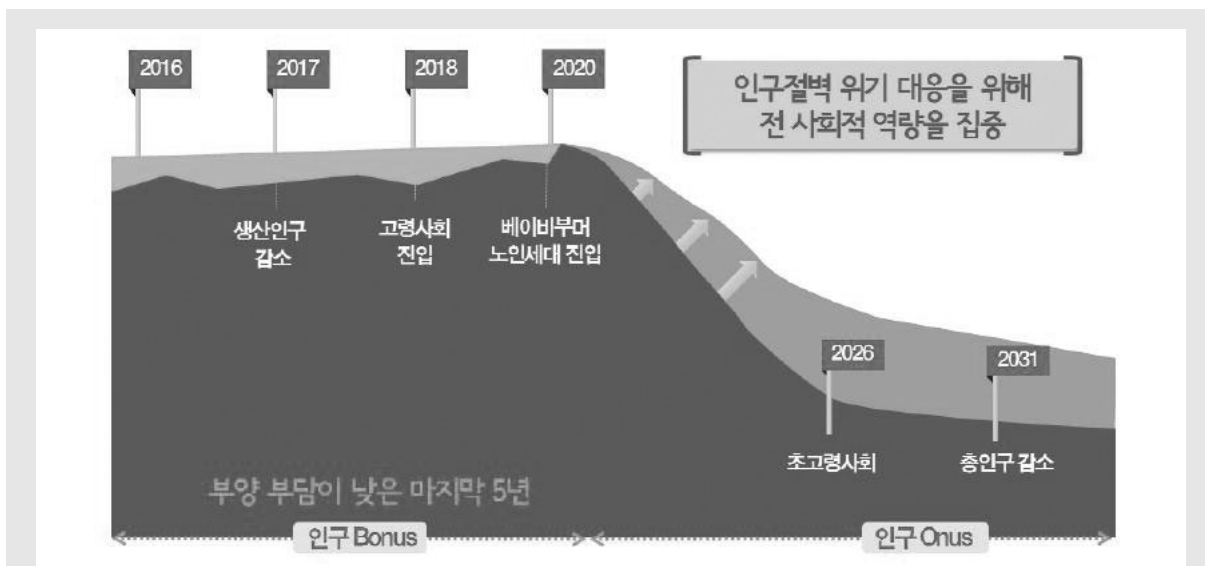 2016
2017
2018
2020
인구절벽 위기 대응을 위해
전 사회적 역량을 집중
생산인구
감소
고령사회
진입
베이비부머
노인세대 진입
2026
2031
초고령사회
총인구 감소
부양 부담이 낮은 마지막 5년
인구 Bonus
인구 Onus